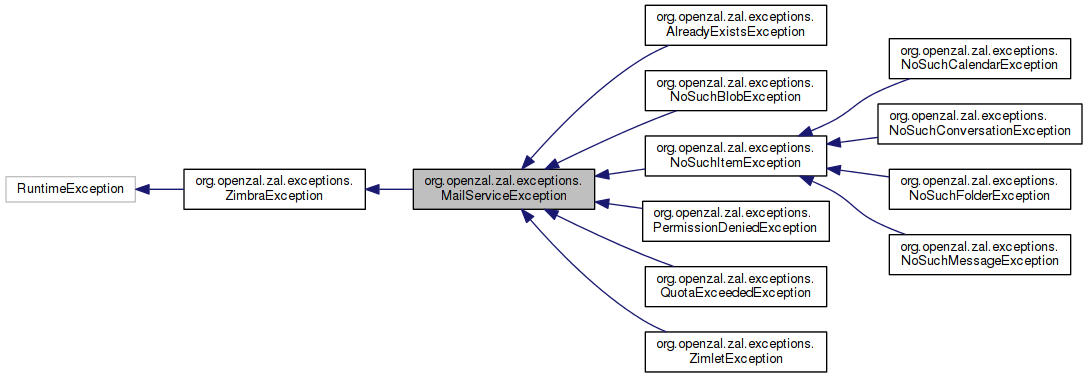 RuntimeException
org.openzal.zal.exceptions.
ZimbraException
org.openzal.zal.exceptions.
MailServiceException
org.openzal.zal.exceptions.
AlreadyExistsException
org.openzal.zal.exceptions.
NoSuchBlobException
org.openzal.zal.exceptions.
NoSuchItemException
org.openzal.zal.exceptions.
PermissionDeniedException
org.openzal.zal.exceptions.
QuotaExceededException
org.openzal.zal.exceptions.
ZimletException
org.openzal.zal.exceptions.
NoSuchCalendarException
org.openzal.zal.exceptions.
NoSuchConversationException
org.openzal.zal.exceptions.
NoSuchFolderException
org.openzal.zal.exceptions.
NoSuchMessageException